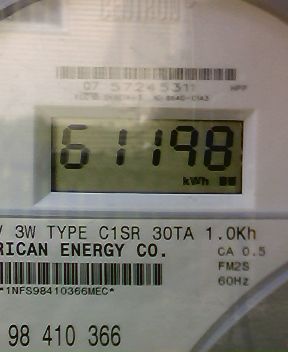 CENTRON
07 57245311
61198
kWh
V 3W TYPE C1SR 30TA 1.0Kh
RICAN ENERGY CO.
CA 0.5
FM2S
60Hz
*1NFS98410366MEC*
98 410 366